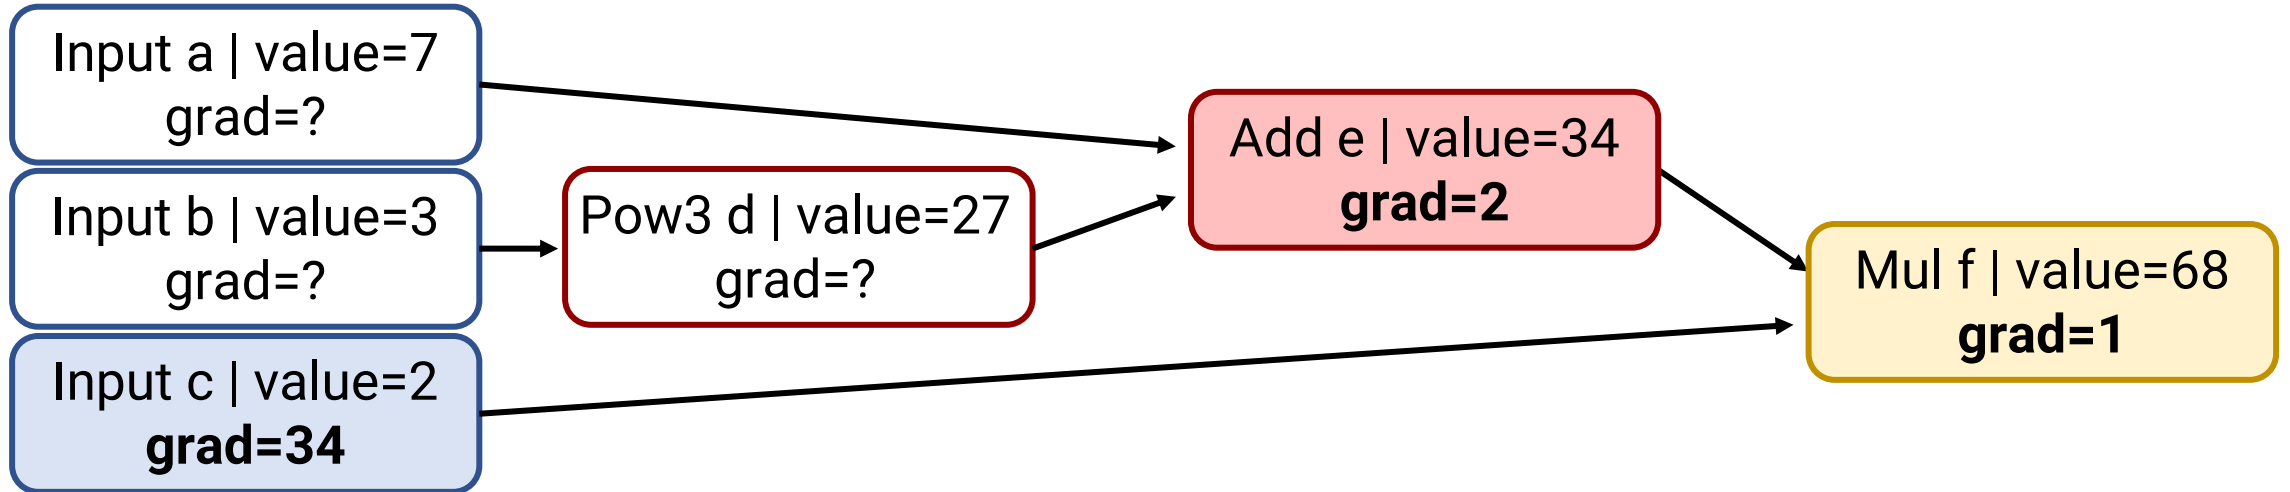 Input a | value=7
grad=?
Input b | value=3
grad=?
Input c | value=2
grad=34
Pow3 d | value=27
grad=?
Add e | value=34
grad=2
Mul f | value=68
grad=1